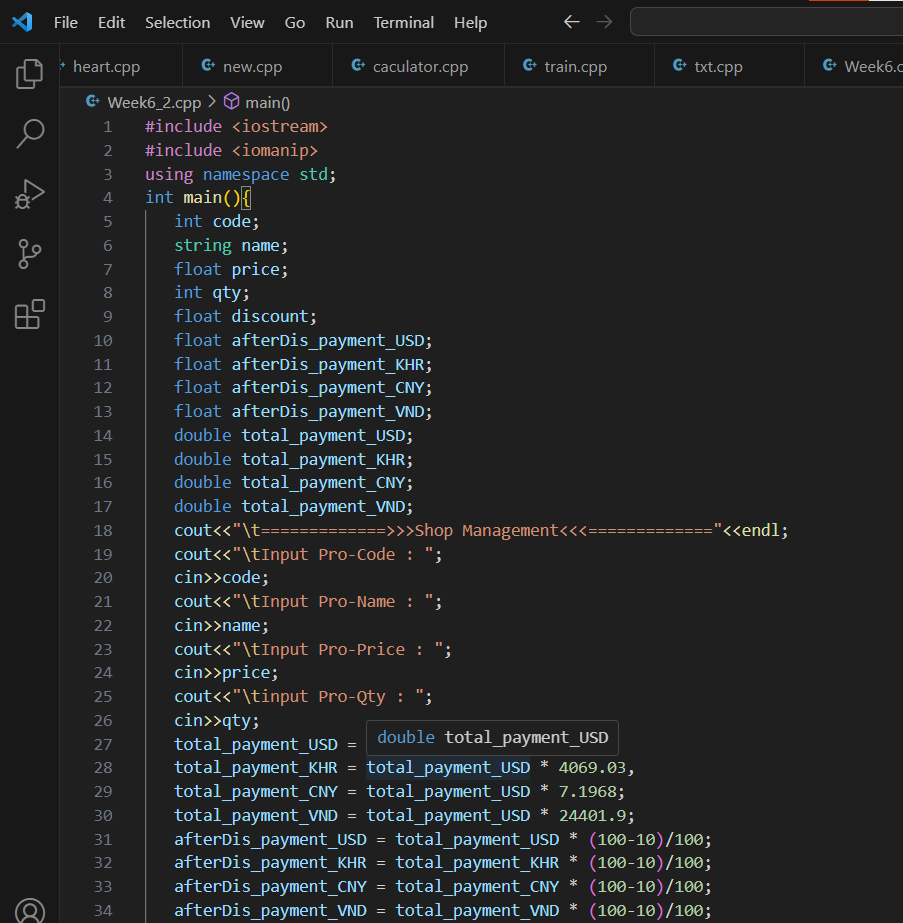 File Edit Selection View Go Run Terminal Help
heart.cpp new.cpp caculator.cpp train.cpp txt.cpp Week6.c
Week6_2.cpp > main()
1 #include <iostream>
2 #include <iomanip>
3 using namespace std;
4 int main(){
5 int code;
6 string name;
7 float price;
8 int qty;
9 float discount;
10 float afterDis_payment_USD;
11 float afterDis_payment_KHR;
12 float afterDis_payment_CNY;
13 float afterDis_payment_VND;
14 double total_payment_USD;
15 double total_payment_KHR;
16 double total_payment_CNY;
17 double total_payment_VND;
18 cout<<"\t=============>>>Shop Management<<<============="<<endl;
19 cout<<"\tInput Pro-Code : ";
20 cin>>code;
21 cout<<"\tInput Pro-Name : ";
22 cin>>name;
23 cout<<"\tInput Pro-Price : ";
24 cin>>price;
25 cout<<"\tinput Pro-Qty : ";
26 cin>>qty;
27 total_payment_USD = double total_payment_USD
28 total_payment_KHR = total_payment_USD * 4069.03,
29 total_payment_CNY = total_payment_USD * 7.1968;
30 total_payment_VND = total_payment_USD * 24401.9;
31 afterDis_payment_USD = total_payment_USD * (100-10)/100;
32 afterDis_payment_KHR = total_payment_KHR * (100-10)/100;
33 afterDis_payment_CNY = total_payment_CNY * (100-10)/100;
34 afterDis_payment_VND = total_payment_VND * (100-10)/100;